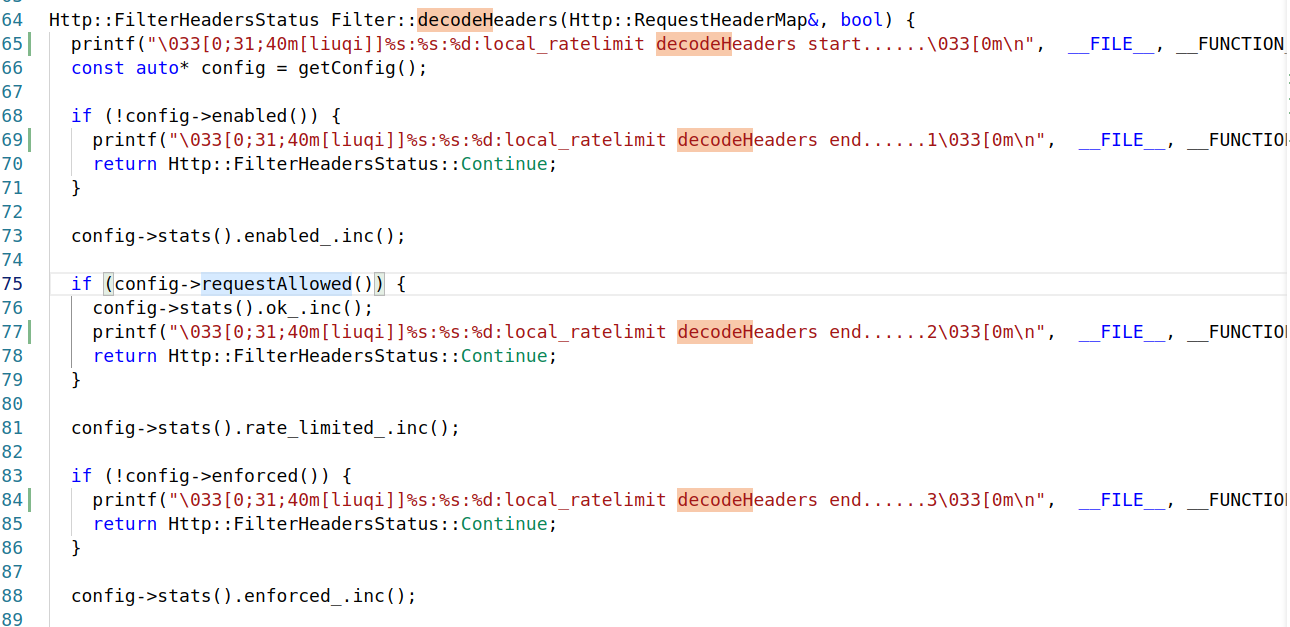 64 Http::FilterHeadersStatus Filter::decodeHeaders(Http::RequestHeaderMap&, bool) {
65 printf("\033[0;31;40m[liuqi]]%s:%s:%d:local_ratelimit decodeHeaders start......\033[0m\n", __FILE__, __FUNCTION_
66 const auto* config = getConfig();
67
68 if (!config->enabled()) {
69 printf("\033[0;31;40m[liuqi]]%s:%s:%d:local_ratelimit decodeHeaders end......1\033[0m\n", __FILE__, __FUNCTIO
70 return Http::FilterHeadersStatus::Continue;
71 }
72
73 config->stats().enabled_.inc();
74
75 if (config->requestAllowed()) {
76 config->stats().ok_.inc();
77 printf("\033[0;31;40m[liuqi]]%s:%s:%d:local_ratelimit decodeHeaders end......2\033[0m\n", __FILE__, __FUNCTIO
78 return Http::FilterHeadersStatus::Continue;
79 }
80
81 config->stats().rate_limited_.inc();
82
83 if (!config->enforced()) {
84 printf("\033[0;31;40m[liuqi]]%s:%s:%d:local_ratelimit decodeHeaders end......3\033[0m\n", __FILE__, __FUNCTIO
85 return Http::FilterHeadersStatus::Continue;
86 }
87
88 config->stats().enforced_.inc();
89